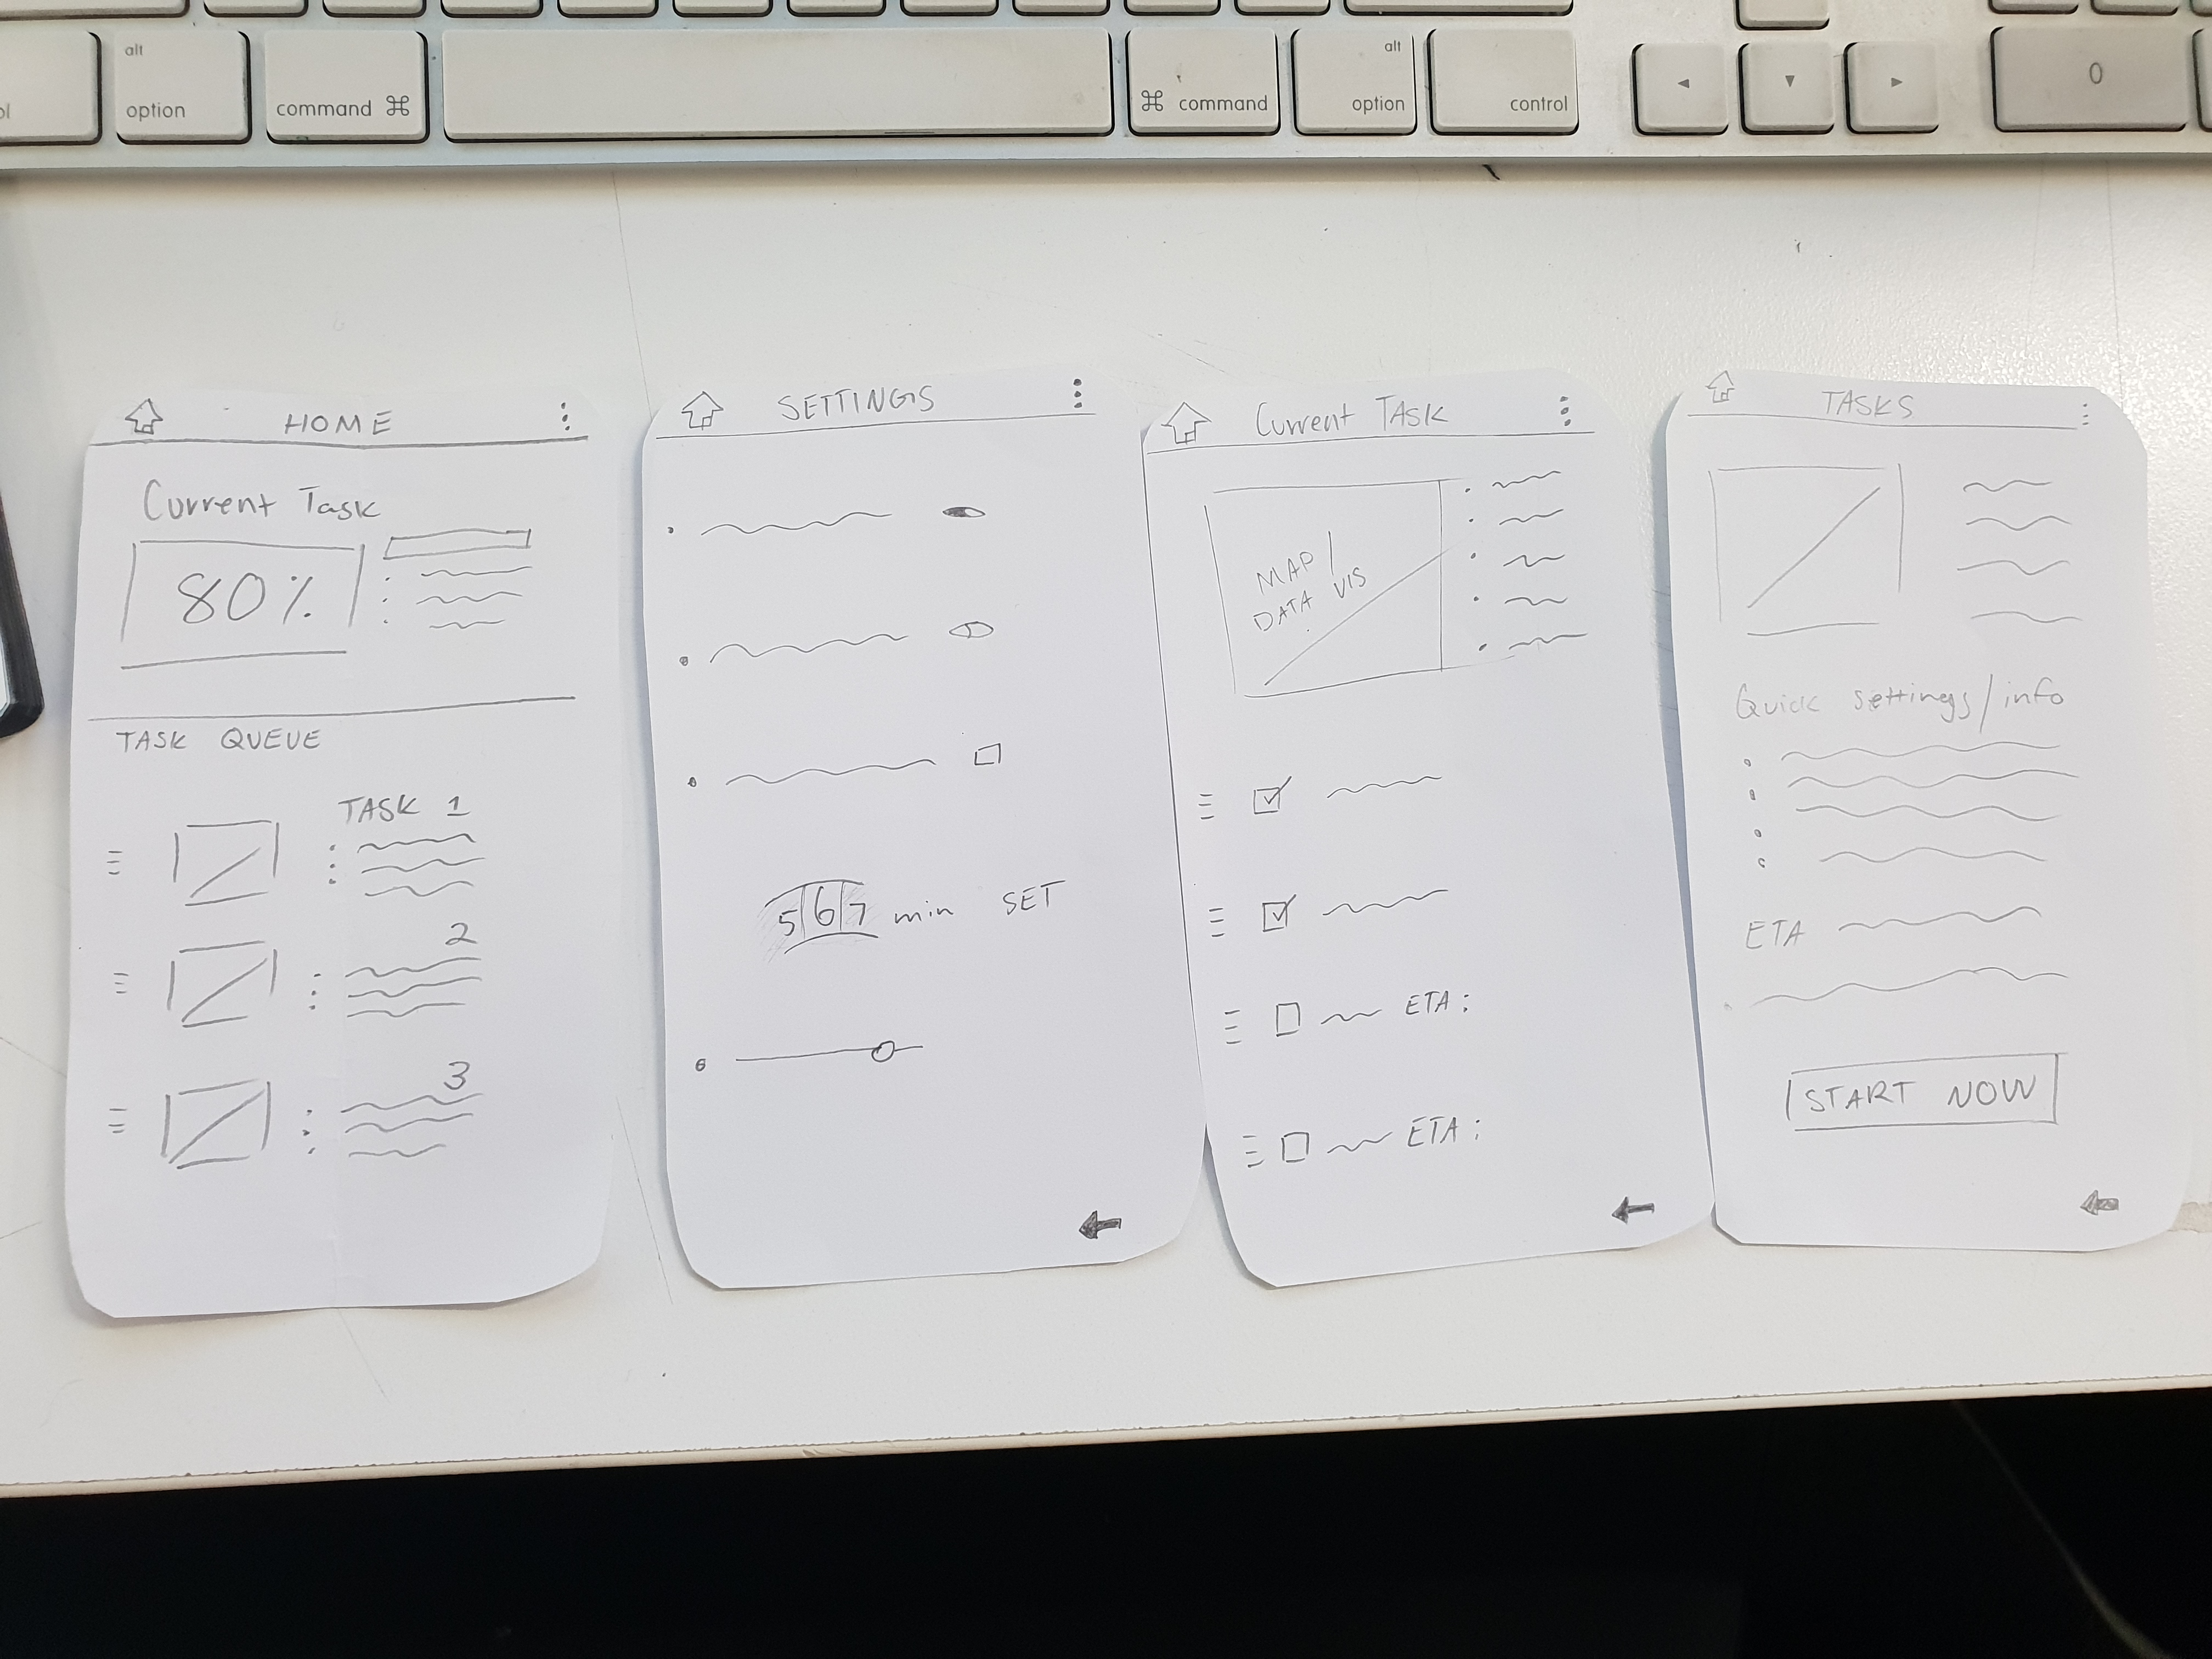 HOME
Current Task
80%
TASK QUEUE
TASK 1
2
3
SETTINGS
5 6 7 min SET
Current TASK
MAP/
DATA VIS
ETA:
ETA:
TASKS
Quick settings/info
ETA
START NOW
alt
option
command ⌘
⌘ command
alt
option
control
0